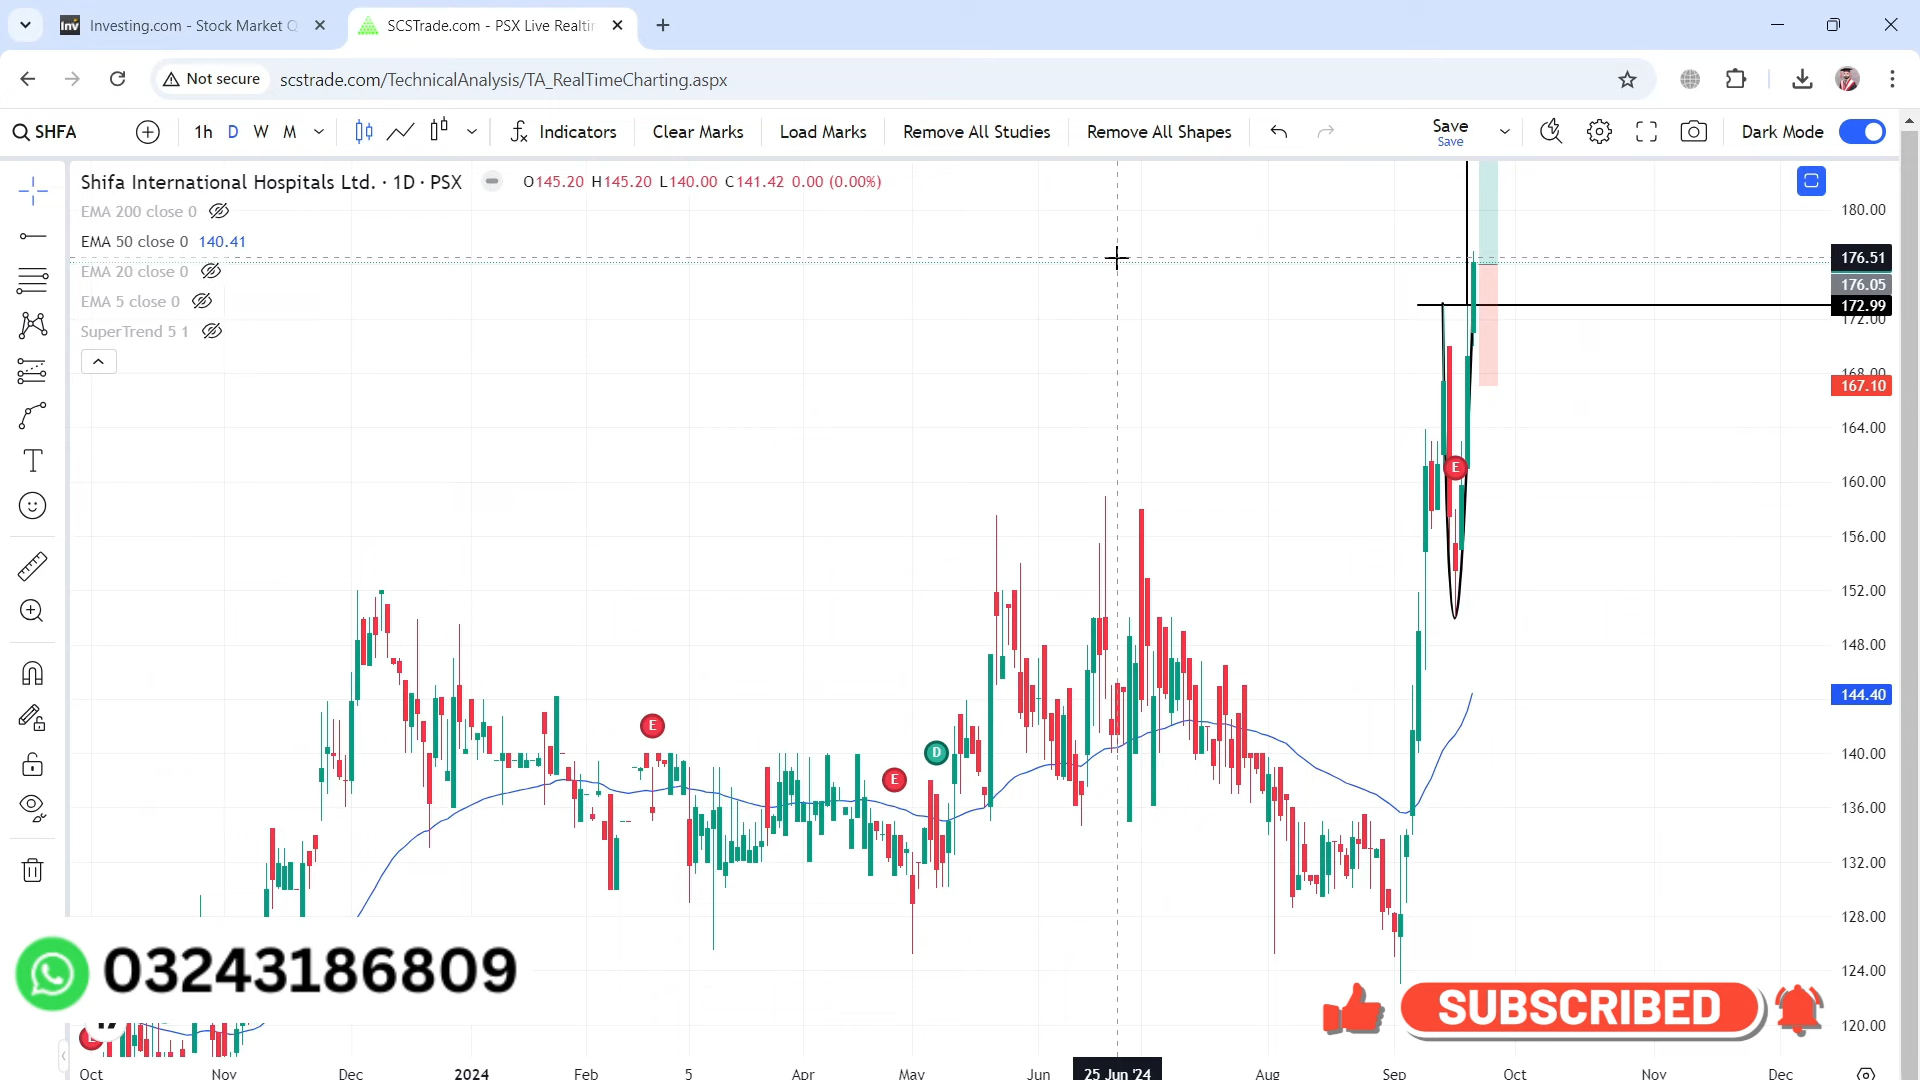 Investing.com - Stock Market Q
SCSTrade.com - PSX Live Realtin
Not secure
scstrade.com/TechnicalAnalysis/TA_RealTimeCharting.aspx
SHFA
1h D W M
Indicators
Clear Marks
Load Marks
Remove All Studies
Remove All Shapes
Save
Save
Dark Mode
Shifa International Hospitals Ltd. · 1D · PSX
O145.20 H145.20 L140.00 C141.42 0.00 (0.00%)
EMA 200 close 0
EMA 50 close 0 140.41
EMA 20 close 0
EMA 5 close 0
SuperTrend 5 1
180.00
176.51
176.05
172.99
172.00
168.00
167.10
164.00
160.00
156.00
152.00
148.00
144.40
140.00
136.00
132.00
128.00
124.00
120.00
E
E
D
E
03243186809
SUBSCRIBED
Oct Nov Dec 2024 Feb 5 Apr May Jun 25 Jun '24 Aug Sep Oct Nov Dec